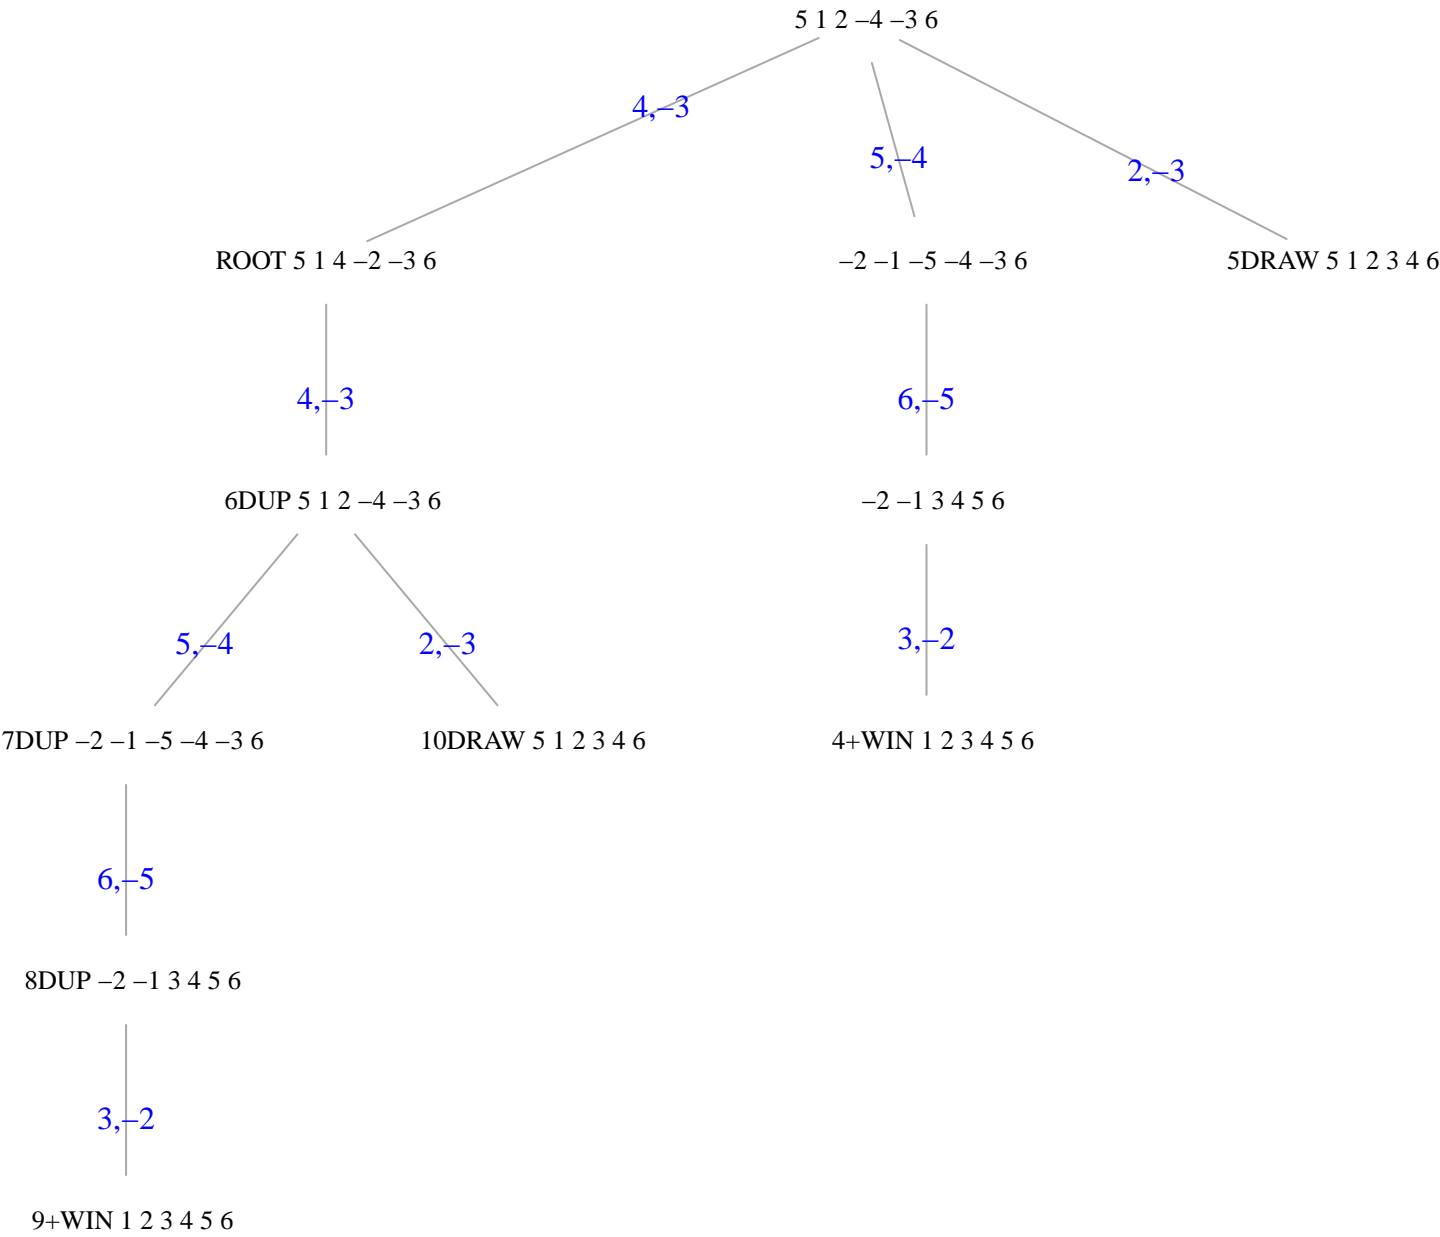 5 1 2 –4 –3 6
4,–3
5,–4
2,–3
ROOT 5 1 4 –2 –3 6
–2 –1 –5 –4 –3 6
5DRAW 5 1 2 3 4 6
4,–3
6,–5
6DUP 5 1 2 –4 –3 6
–2 –1 3 4 5 6
5,–4
2,–3
3,–2
7DUP –2 –1 –5 –4 –3 6
10DRAW 5 1 2 3 4 6
4+WIN 1 2 3 4 5 6
6,–5
8DUP –2 –1 3 4 5 6
3,–2
9+WIN 1 2 3 4 5 6